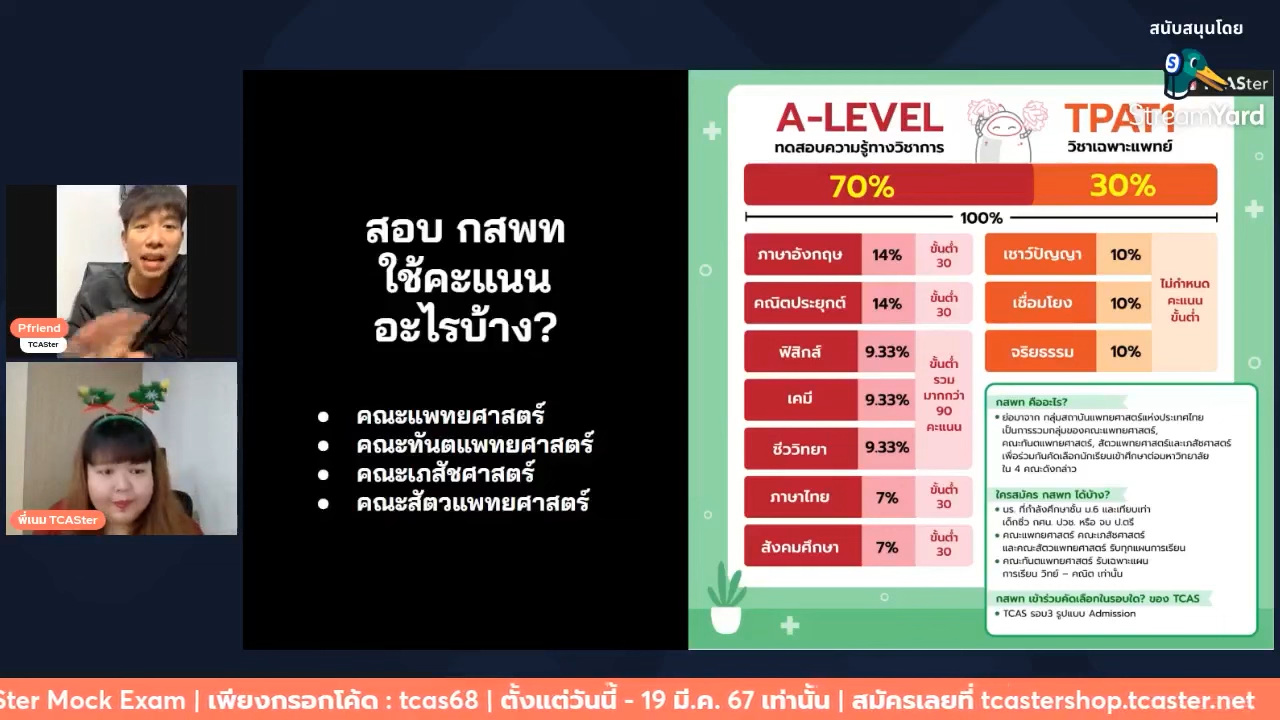 สนับสนุนโดย
StreamYard
A-LEVEL
ทดสอบความรู้ทางวิชาการ
TPAT1
วิชาเฉพาะแพทย์
70%
30%
100%
ภาษาอังกฤษ 14% ขั้นต่ำ 30
คณิตประยุกต์ 14% ขั้นต่ำ 30
ฟิสิกส์ 9.33%
เคมี 9.33%
ชีววิทยา 9.33%
ขั้นต่ำ
รวม
มากกว่า
90
คะแนน
ภาษาไทย 7% ขั้นต่ำ 30
สังคมศึกษา 7% ขั้นต่ำ 30
เชาว์ปัญญา 10%
เชื่อมโยง 10%
จริยธรรม 10%
ไม่กำหนด
คะแนน
ขั้นต่ำ
กสพท คืออะไร?
• ย่อมาจาก กลุ่มสถาบันแพทยศาสตร์แห่งประเทศไทย
เป็นการรวมกลุ่มของคณะแพทยศาสตร์,
คณะทันตแพทยศาสตร์, สัตวแพทยศาสตร์และเภสัชศาสตร์
เพื่อร่วมกันคัดเลือกนักเรียนเข้าศึกษาต่อมหาวิทยาลัย
ใน 4 คณะดังกล่าว
ใครสมัคร กสพท ได้บ้าง?
• นร. ที่กำลังศึกษาชั้น ม.6 และเทียบเท่า
เด็กซิ่ว กศน. ปวช. หรือ จบ ป.ตรี
• คณะแพทยศาสตร์ คณะเภสัชศาสตร์
และคณะสัตวแพทยศาสตร์ รับทุกแผนการเรียน
• คณะทันตแพทยศาสตร์ รับเฉพาะแผน
การเรียน วิทย์ – คณิต เท่านั้น
กสพท เข้าร่วมคัดเลือกในรอบใด? ของ TCAS
• TCAS รอบ3 รูปแบบ Admission
สอบ กสพท
ใช้คะแนน
อะไรบ้าง?
● คณะแพทยศาสตร์
● คณะทันตแพทยศาสตร์
● คณะเภสัชศาสตร์
● คณะสัตวแพทยศาสตร์
Pfriend
TCASter
พี่เนม TCASter
Ster Mock Exam | เพียงกรอกโค้ด : tcas68 | ตั้งแต่วันนี้ - 19 มี.ค. 67 เท่านั้น | สมัครเลยที่ tcastershop.tcaster.net